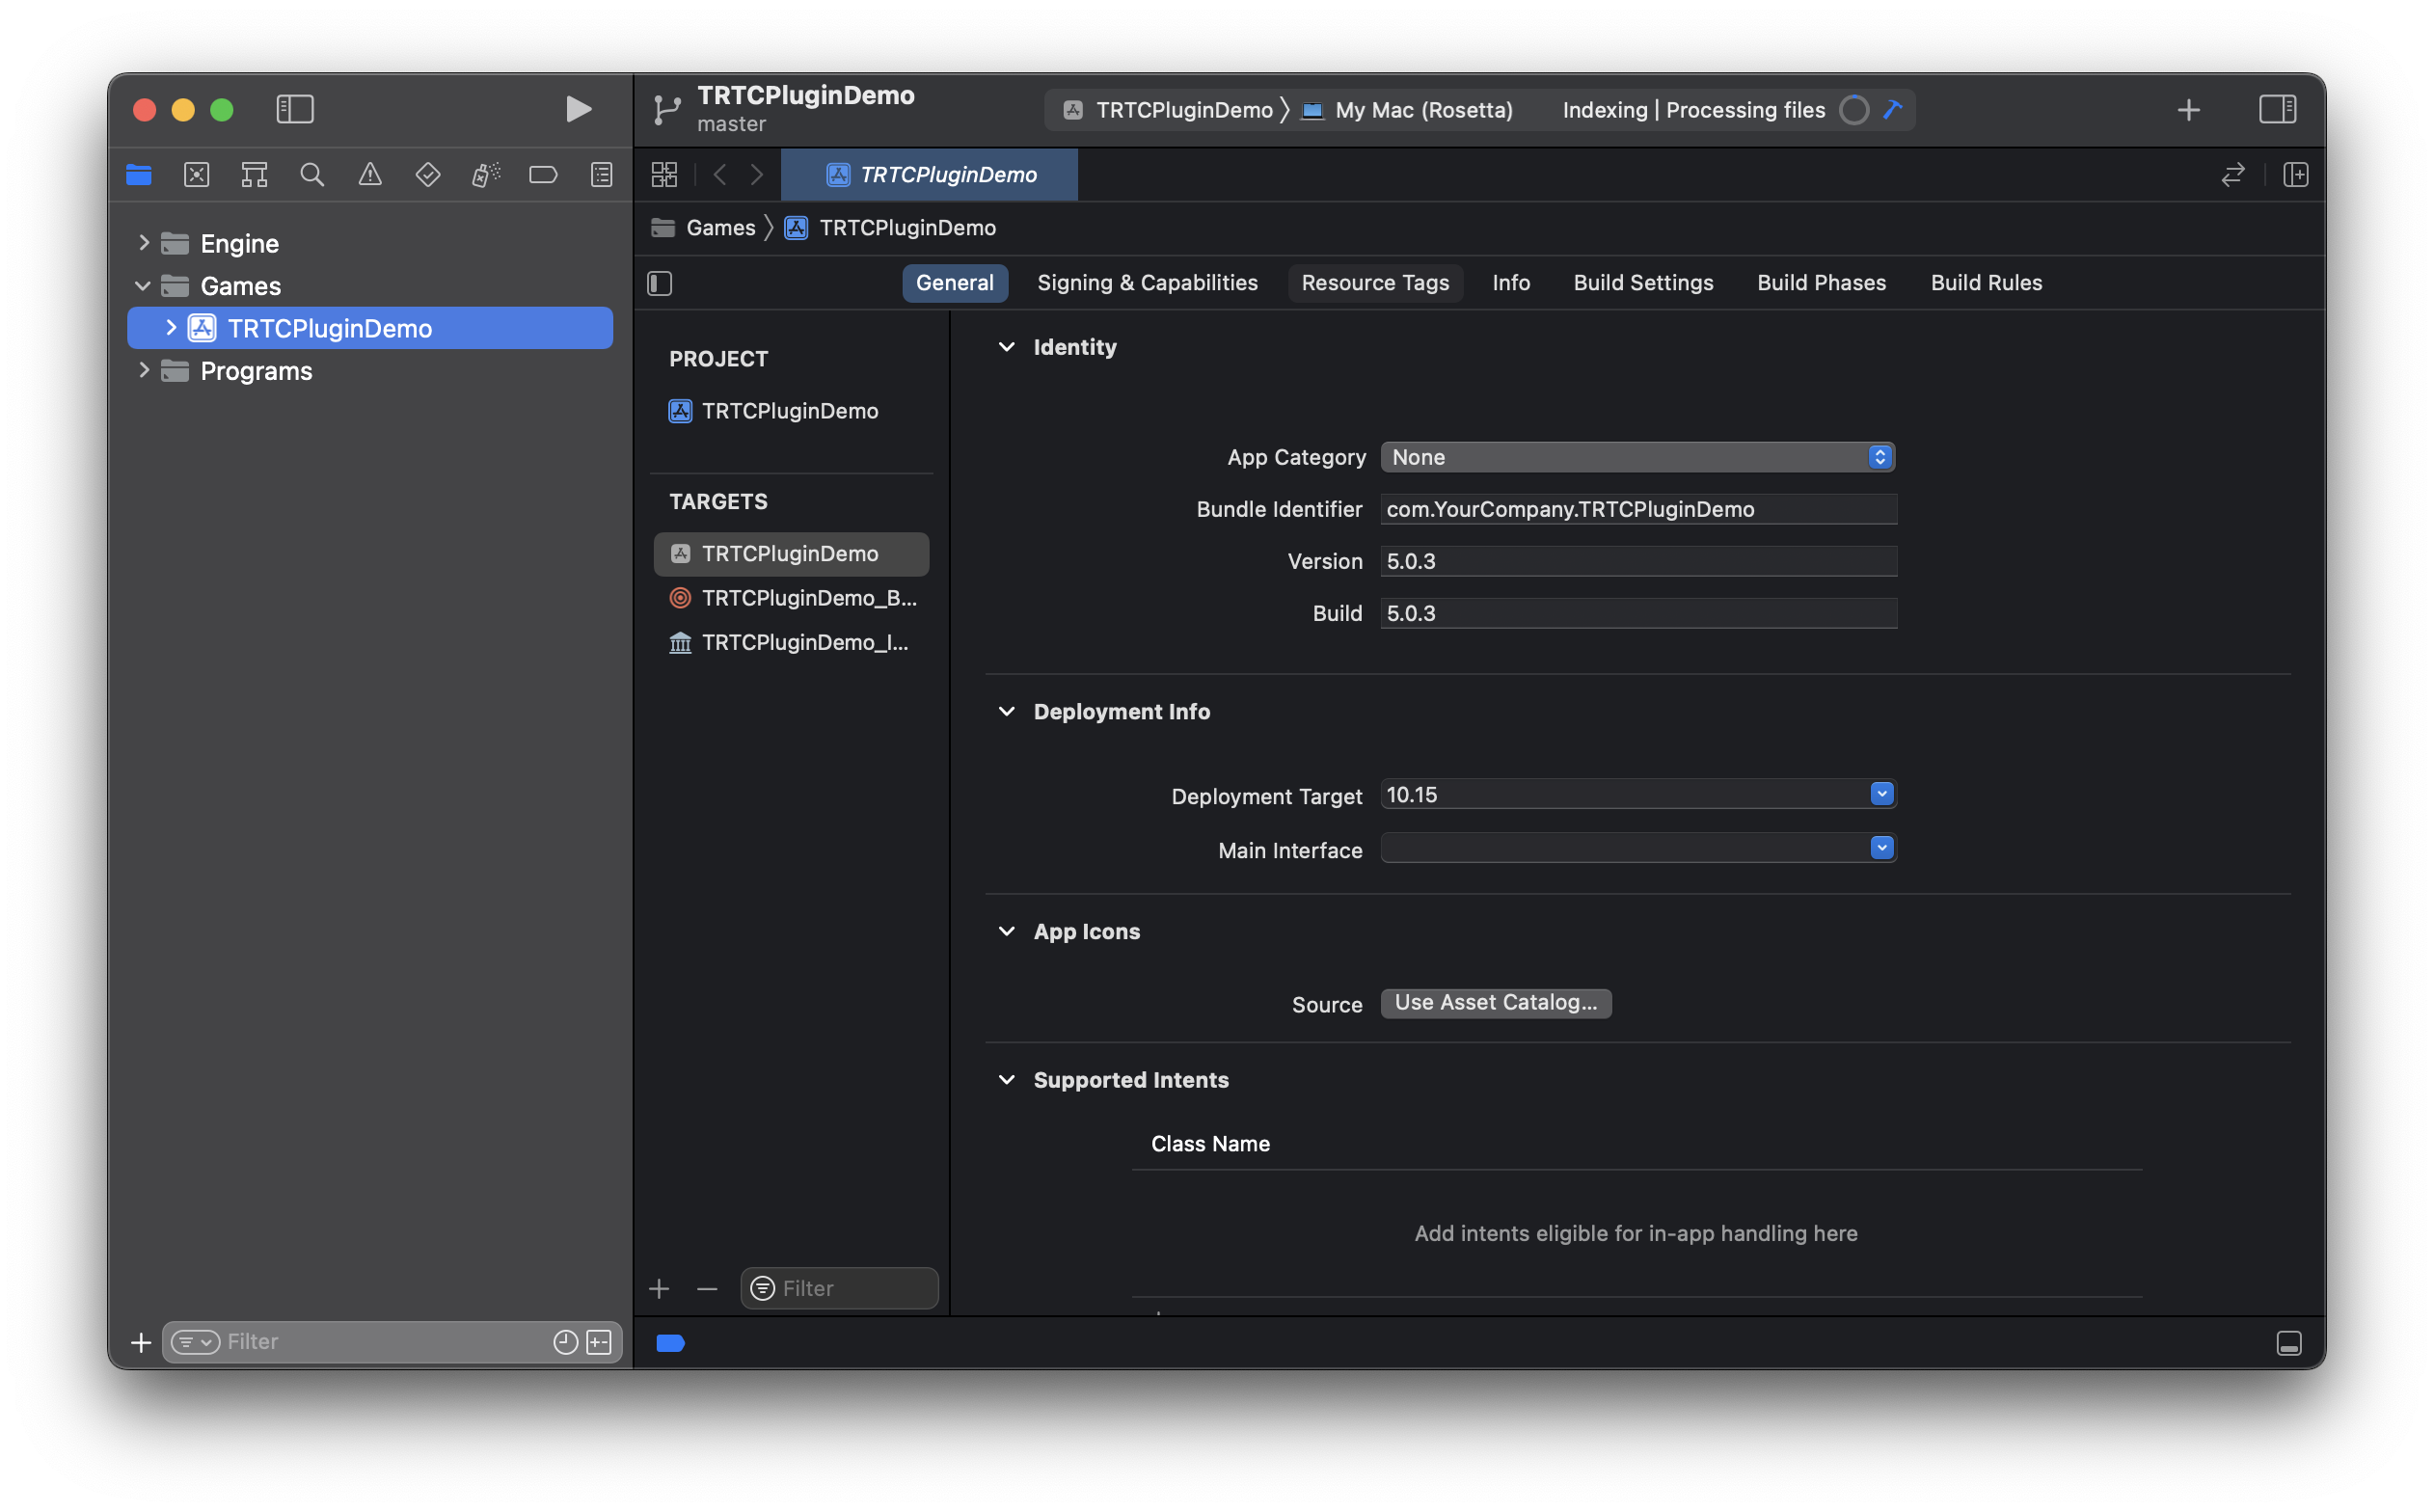 TRTCPluginDemo
master
TRTCPluginDemo
My Mac (Rosetta)
Indexing | Processing files
TRTCPluginDemo
Games
TRTCPluginDemo
General
Signing & Capabilities
Resource Tags
Info
Build Settings
Build Phases
Build Rules
Engine
Games
TRTCPluginDemo
Programs
Filter
PROJECT
TRTCPluginDemo
TARGETS
TRTCPluginDemo
TRTCPluginDemo_B...
TRTCPluginDemo_I...
Filter
Identity
App Category None
Bundle Identifier com.YourCompany.TRTCPluginDemo
Version 5.0.3
Build 5.0.3
Deployment Info
Deployment Target 10.15
Main Interface
App Icons
Source Use Asset Catalog...
Supported Intents
Class Name
Add intents eligible for in-app handling here